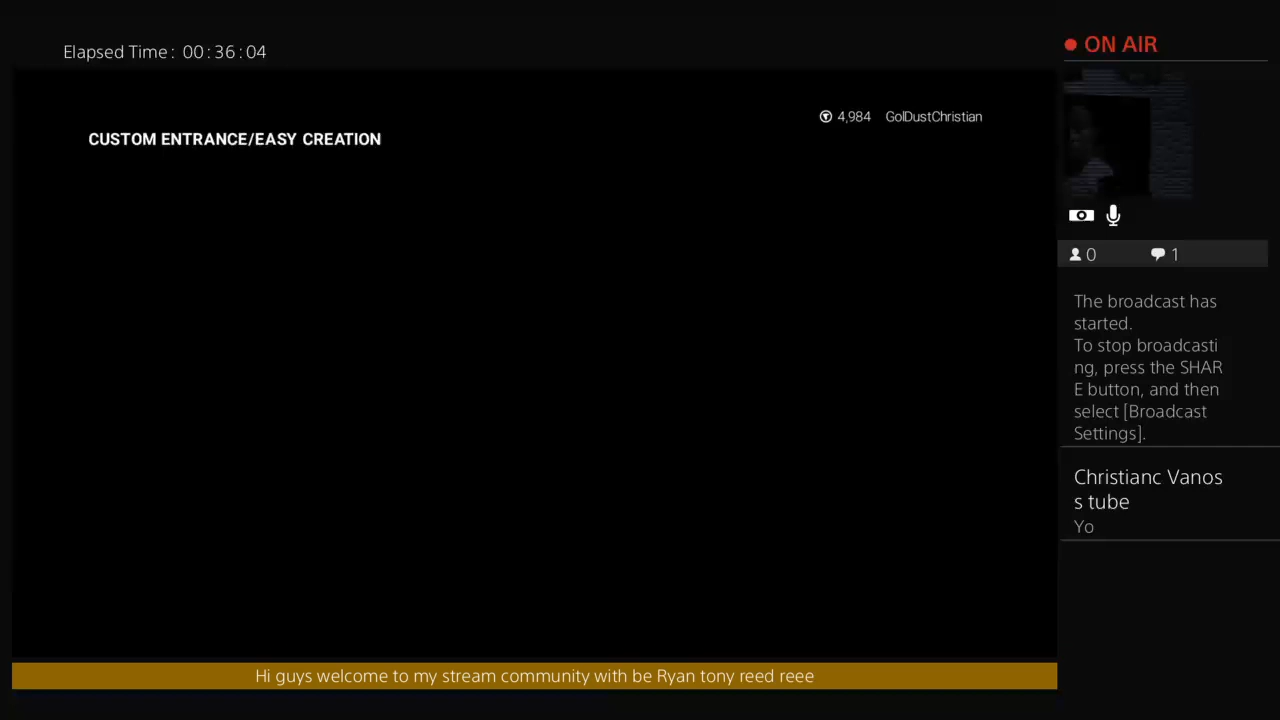 Elapsed Time: 00:36:04
ON AIR
4,984 GolDustChristian
CUSTOM ENTRANCE/EASY CREATION
0 1
The broadcast has
started.
To stop broadcasti
ng, press the SHAR
E button, and then
select [Broadcast
Settings].
Christianc Vanos
s tube
Yo
Hi guys welcome to my stream community with be Ryan tony reed reee